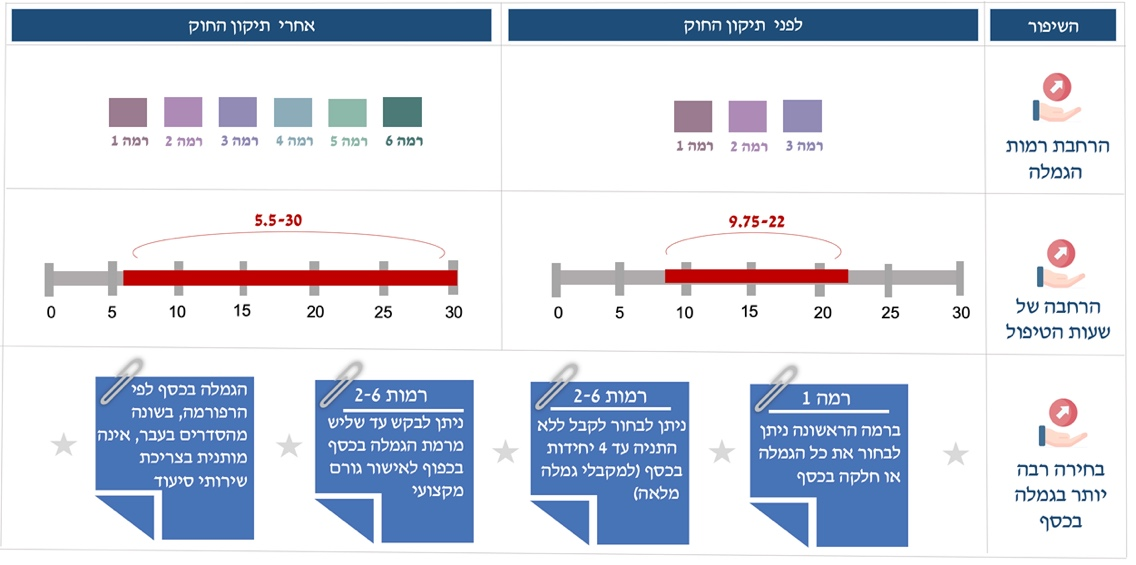 השיפור
לפני תיקון החוק
אחרי תיקון החוק
הרחבת רמות
הגמלה
רמה 3
רמה 2
רמה 1
רמה 6
רמה 5
רמה 4
רמה 3
רמה 2
רמה 1
הרחבה של
שעות הטיפול
9.75-22
0 5 10 15 20 25 30
5.5-30
0 5 10 15 20 25 30
בחירה רבה
יותר בגמלה
בכסף
רמה 1
ברמה הראשונה ניתן
לבחור את כל הגמלה
או חלקה בכסף
רמות 2-6
ניתן לבחור לקבל ללא
התניה עד 4 יחידות
בכסף (למקבלי גמלה
מלאה)
רמות 2-6
ניתן לבקש עד שליש
מרמת הגמלה בכסף
בכפוף לאישור גורם
מקצועי
הגמלה בכסף לפי
הרפורמה, בשונה
מהסדרים בעבר, אינה
מותנית בצריכת
שירותי סיעוד